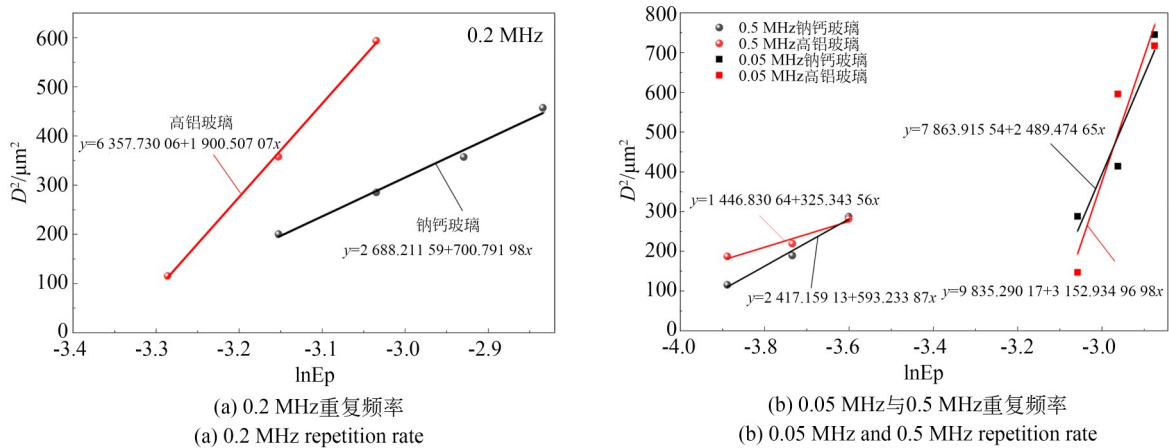 600
500
400
300
200
100
0
D²/μm²
0.2 MHz
高铝玻璃
y=6 357.730 06+1 900.507 07x
钠钙玻璃
y=2 688.211 59+700.791 98x
-3.4 -3.3 -3.2 -3.1 -3.0 -2.9
lnEp
(a) 0.2 MHz重复频率
(a) 0.2 MHz repetition rate
800
700
600
500
400
300
200
100
0
D²/μm²
0.5 MHz钠钙玻璃
0.5 MHz高铝玻璃
0.05 MHz钠钙玻璃
0.05 MHz高铝玻璃
y=7 863.915 54+2 489.474 65x
y=1 446.830 64+325.343 56x
y=2 417.159 13+593.233 87x
y=9 835.290 17+3 152.934 96 98x
-4.0 -3.8 -3.6 -3.4 -3.2 -3.0
lnEp
(b) 0.05 MHz与0.5 MHz重复频率
(b) 0.05 MHz and 0.5 MHz repetition rate